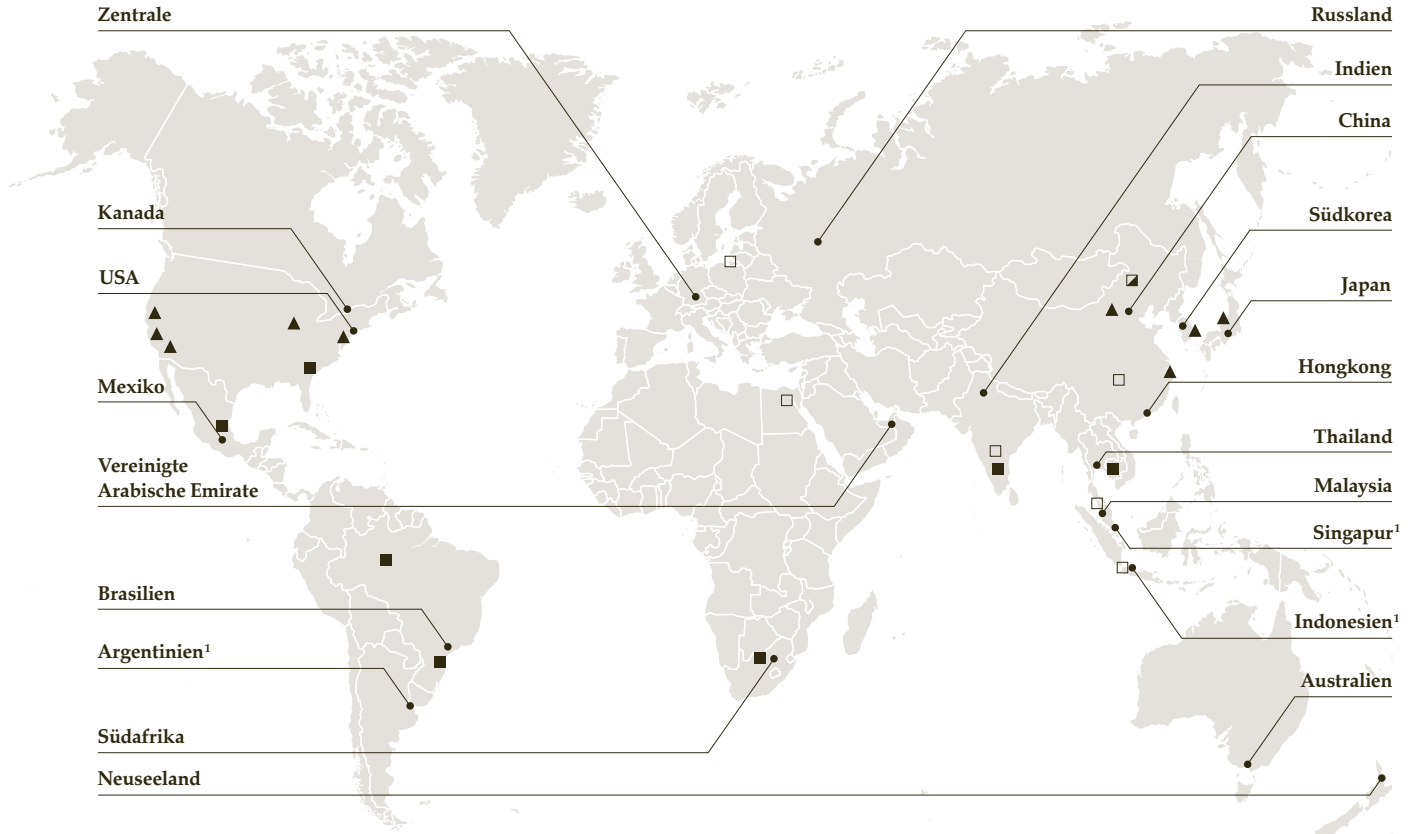 Zentrale
Kanada
USA
Mexiko
Vereinigte
Arabische Emirate
Brasilien
Argentinien¹
Südafrika
Neuseeland
Russland
Indien
China
Südkorea
Japan
Hongkong
Thailand
Malaysia
Singapur¹
Indonesien¹
Australien